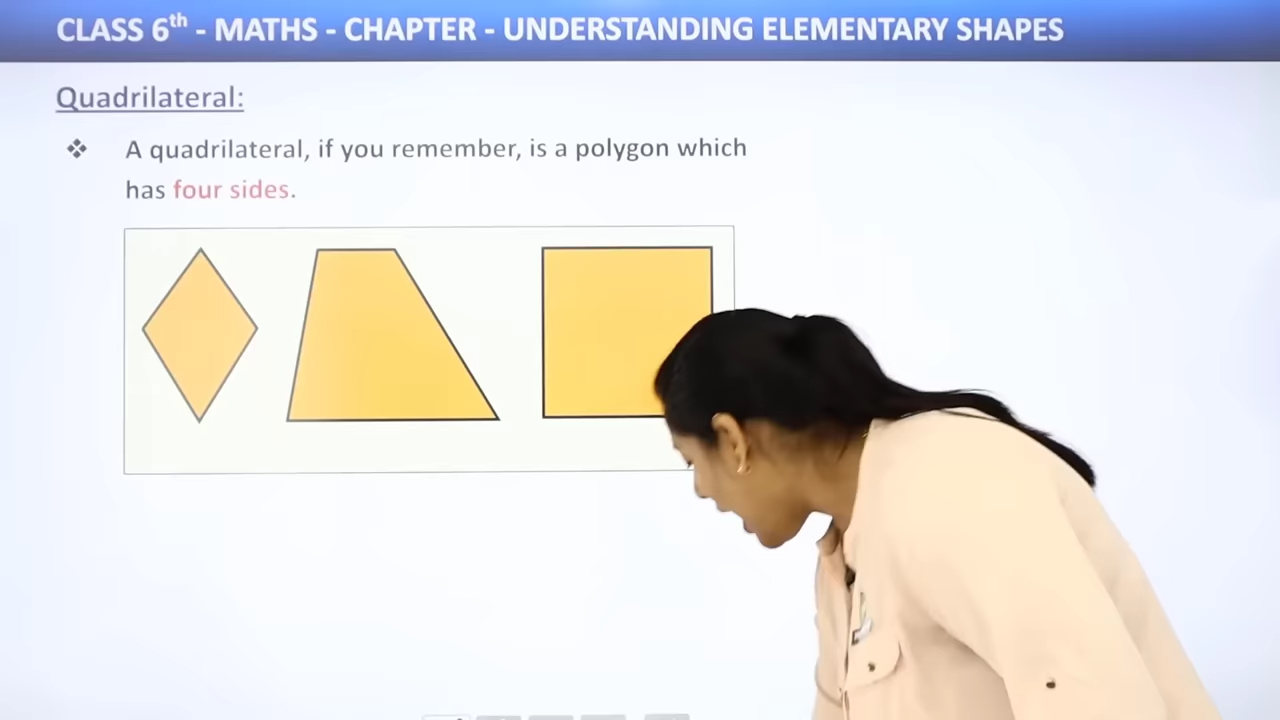 CLASS 6th - MATHS - CHAPTER - UNDERSTANDING ELEMENTARY SHAPES
Quadrilateral:
❖ A quadrilateral, if you remember, is a polygon which
has four sides.